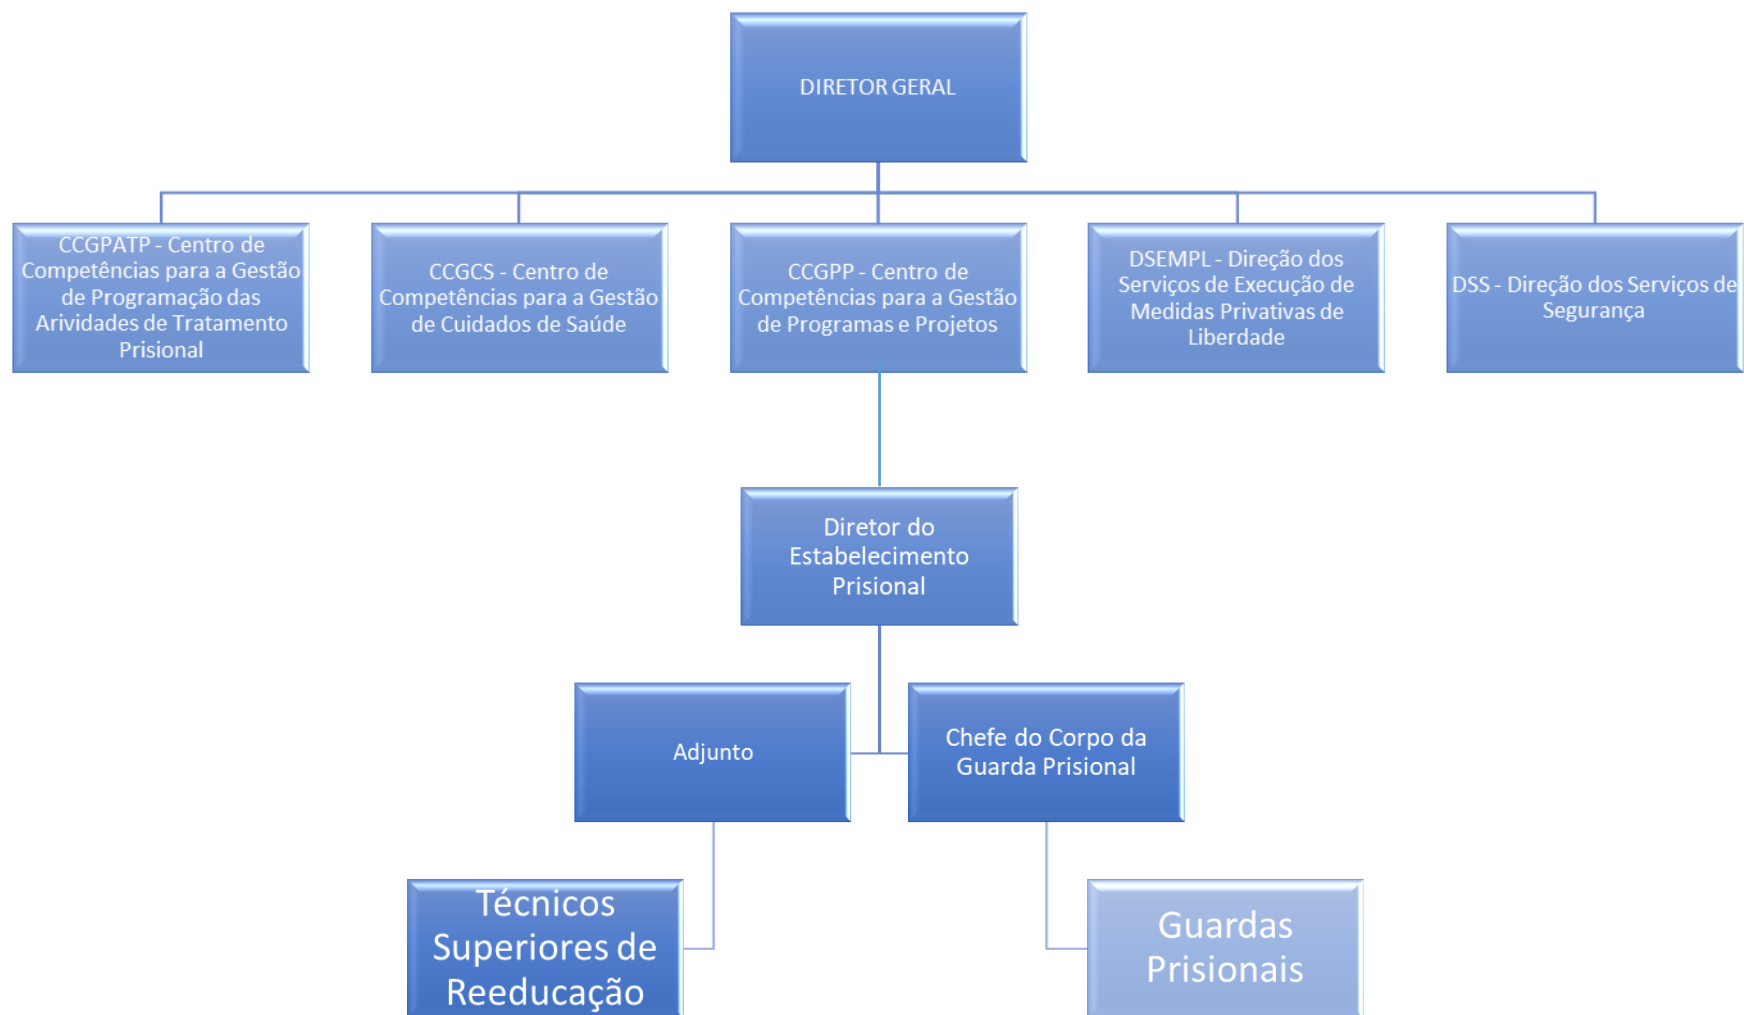 DIRETOR GERAL
CCGPATP - Centro de
Competências para a Gestão
de Programação das
Arividades de Tratamento
Prisional
CCGCS - Centro de
Competências para a Gestão
de Cuidados de Saúde
CCGPP - Centro de
Competências para a Gestão
de Programas e Projetos
DSEMPL - Direção dos
Serviços de Execução de
Medidas Privativas de
Liberdade
DSS - Direção dos Serviços de
Segurança
Diretor do
Estabelecimento
Prisional
Adjunto
Chefe do Corpo da
Guarda Prisional
Técnicos
Superiores de
Reeducação
Guardas
Prisionais